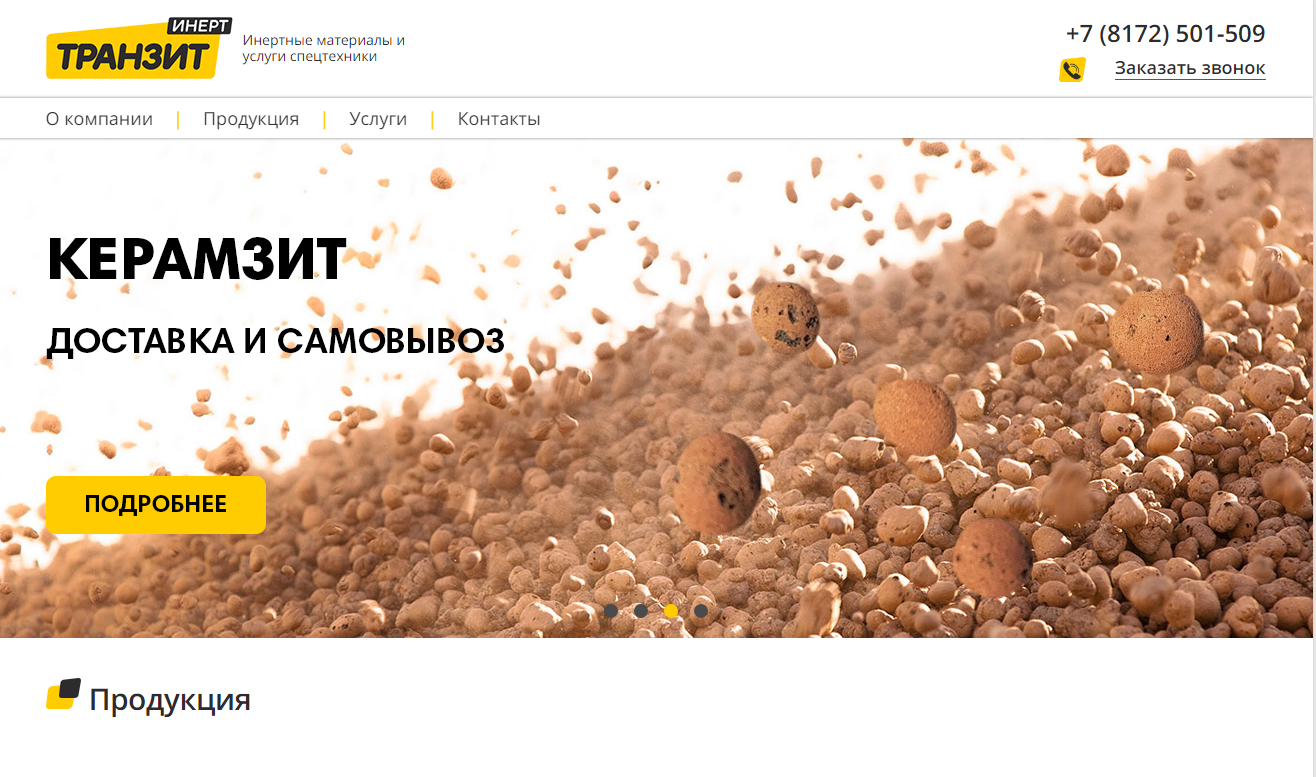 ИНЕРТ
ТРАНЗИТ
Инертные материалы и
услуги спецтехники
+7 (8172) 501-509
Заказать звонок
О компании | Продукция | Услуги | Контакты
КЕРАМЗИТ
ДОСТАВКА И САМОВЫВОЗ
ПОДРОБНЕЕ
Продукция